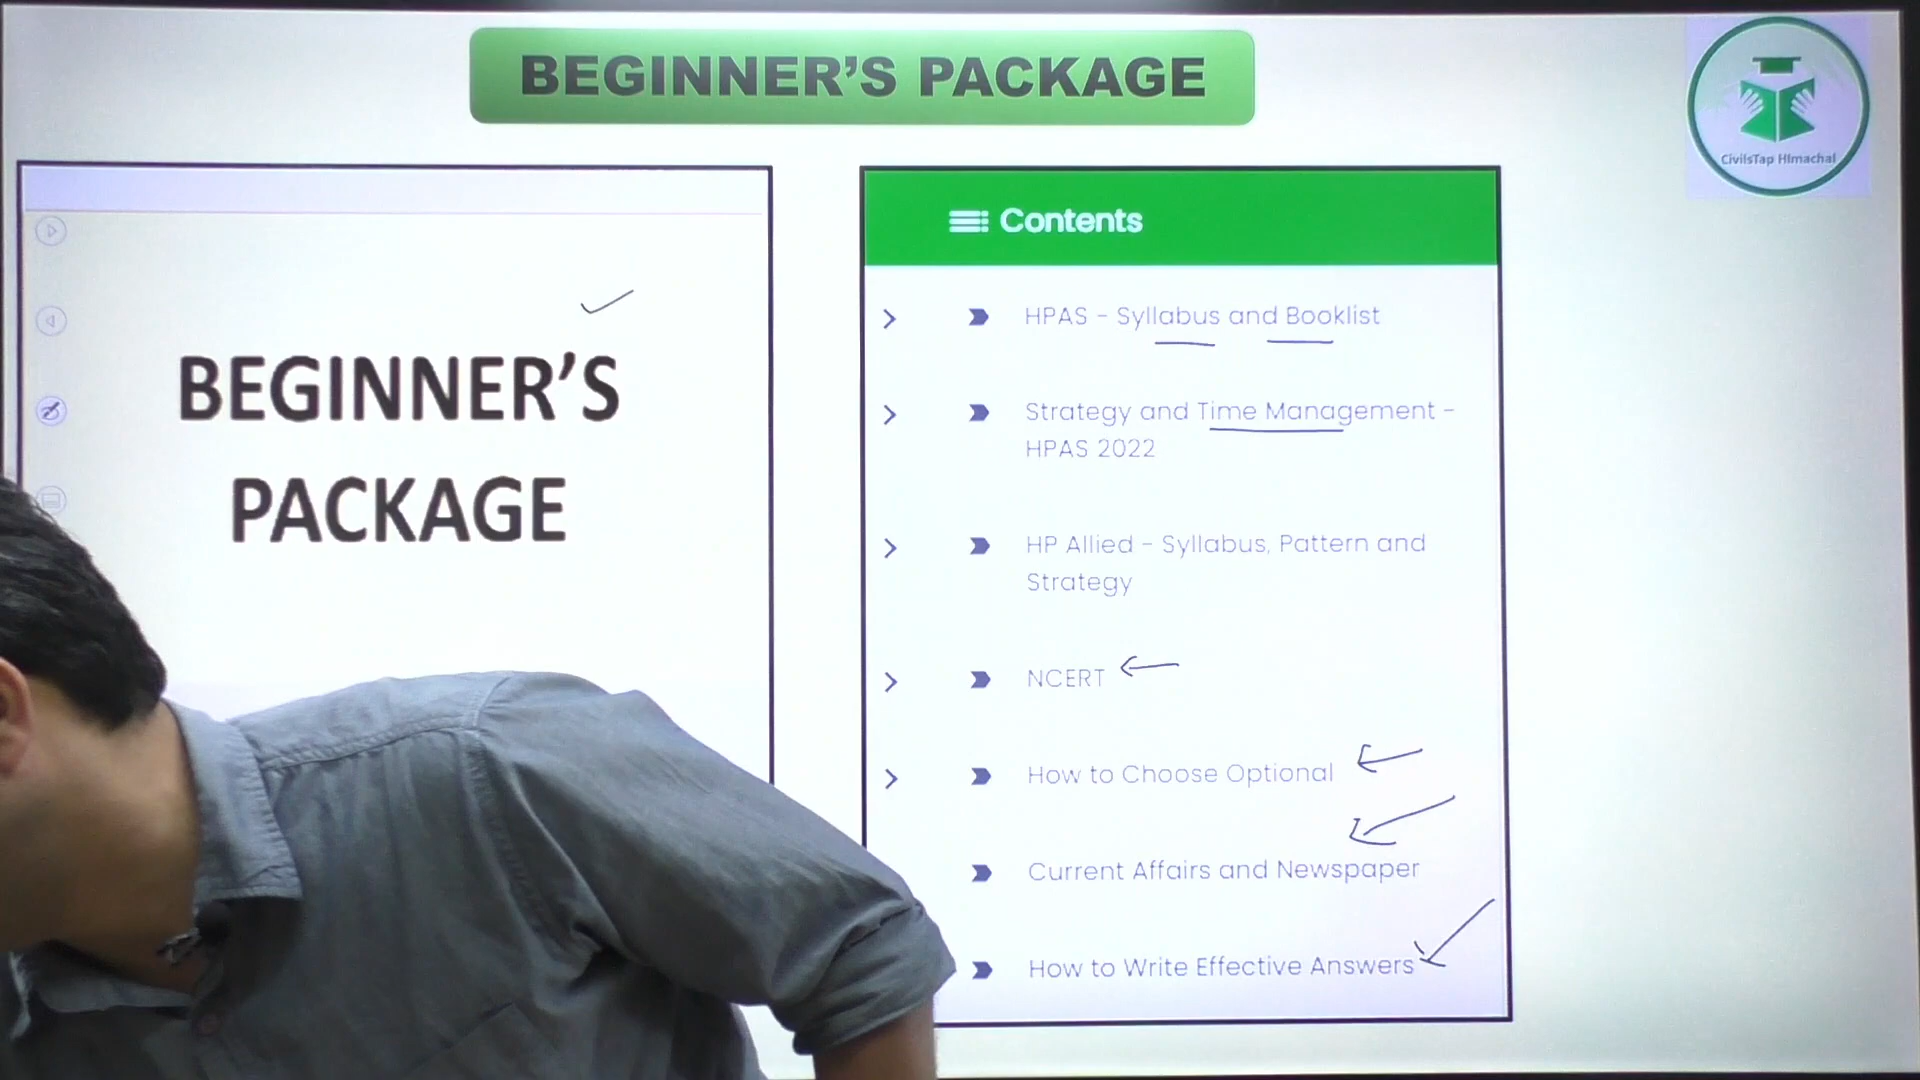 BEGINNER'S PACKAGE
CivilsTap HImachal
BEGINNER'S
PACKAGE
Contents
HPAS - Syllabus and Booklist
Strategy and Time Management -
HPAS 2022
HP Allied - Syllabus, Pattern and
Strategy
NCERT
How to Choose Optional
Current Affairs and Newspaper
How to Write Effective Answers